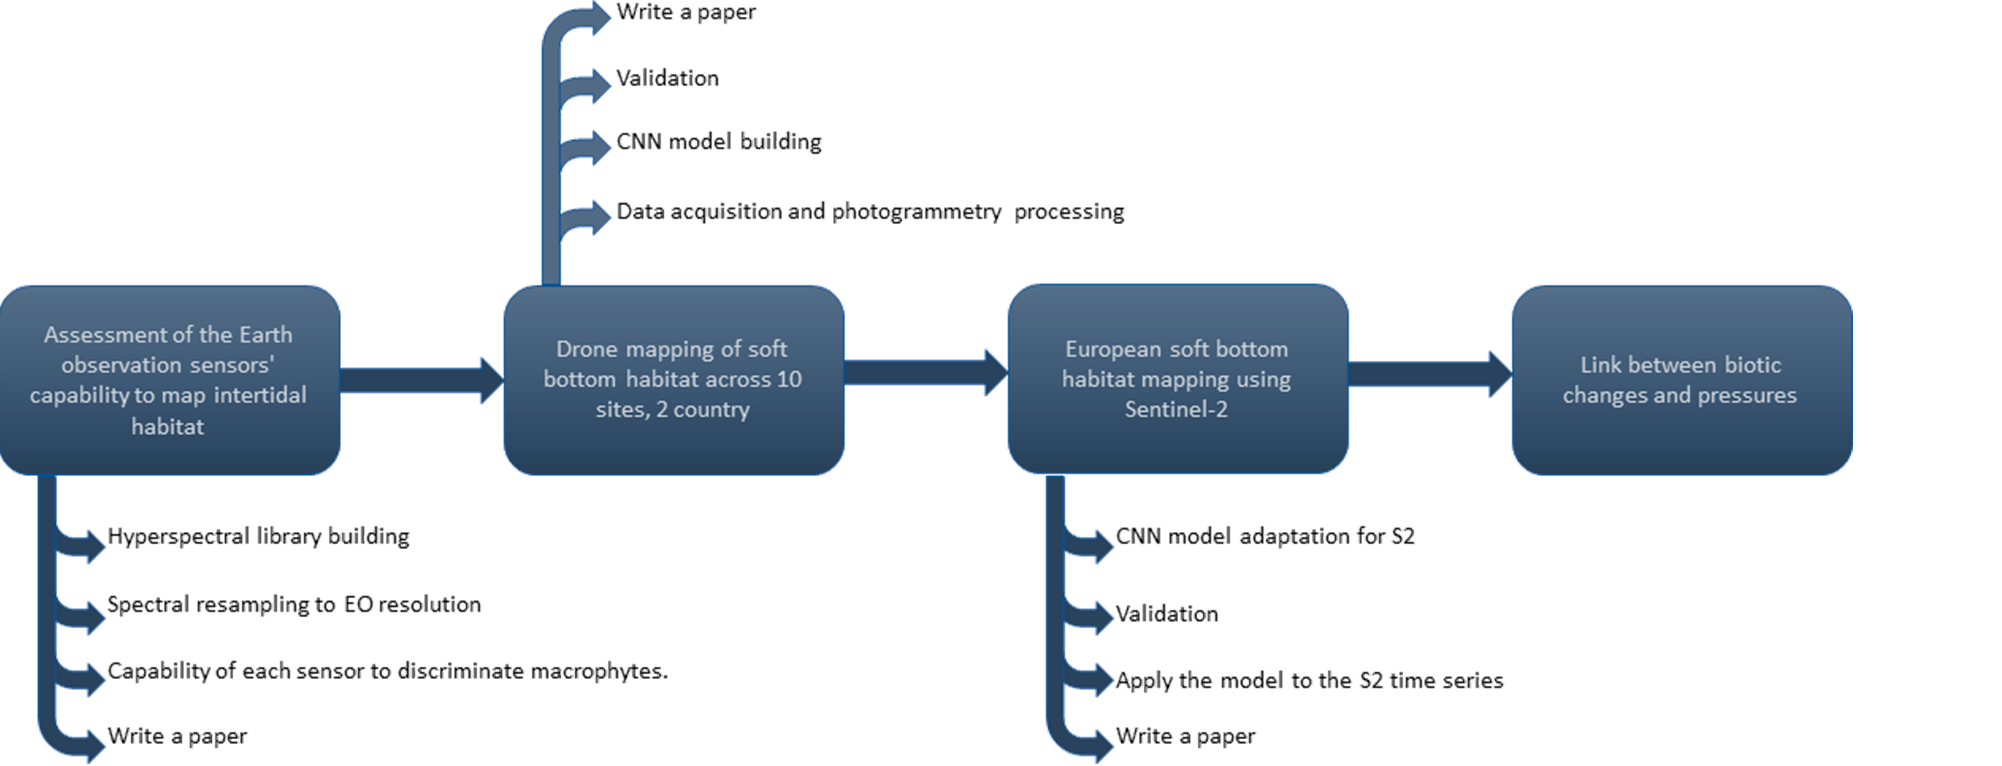 Write a paper
Validation
CNN model building
Data acquisition and photogrammetry processing
Assessment of the Earth
observation sensors'
capability to map intertidal
habitat
Drone mapping of soft
bottom habitat across 10
sites, 2 country
European soft bottom
habitat mapping using
Sentinel-2
Link between biotic
changes and pressures
Hyperspectral library building
Spectral resampling to EO resolution
Capability of each sensor to discriminate macrophytes.
Write a paper
CNN model adaptation for S2
Validation
Apply the model to the S2 time series
Write a paper